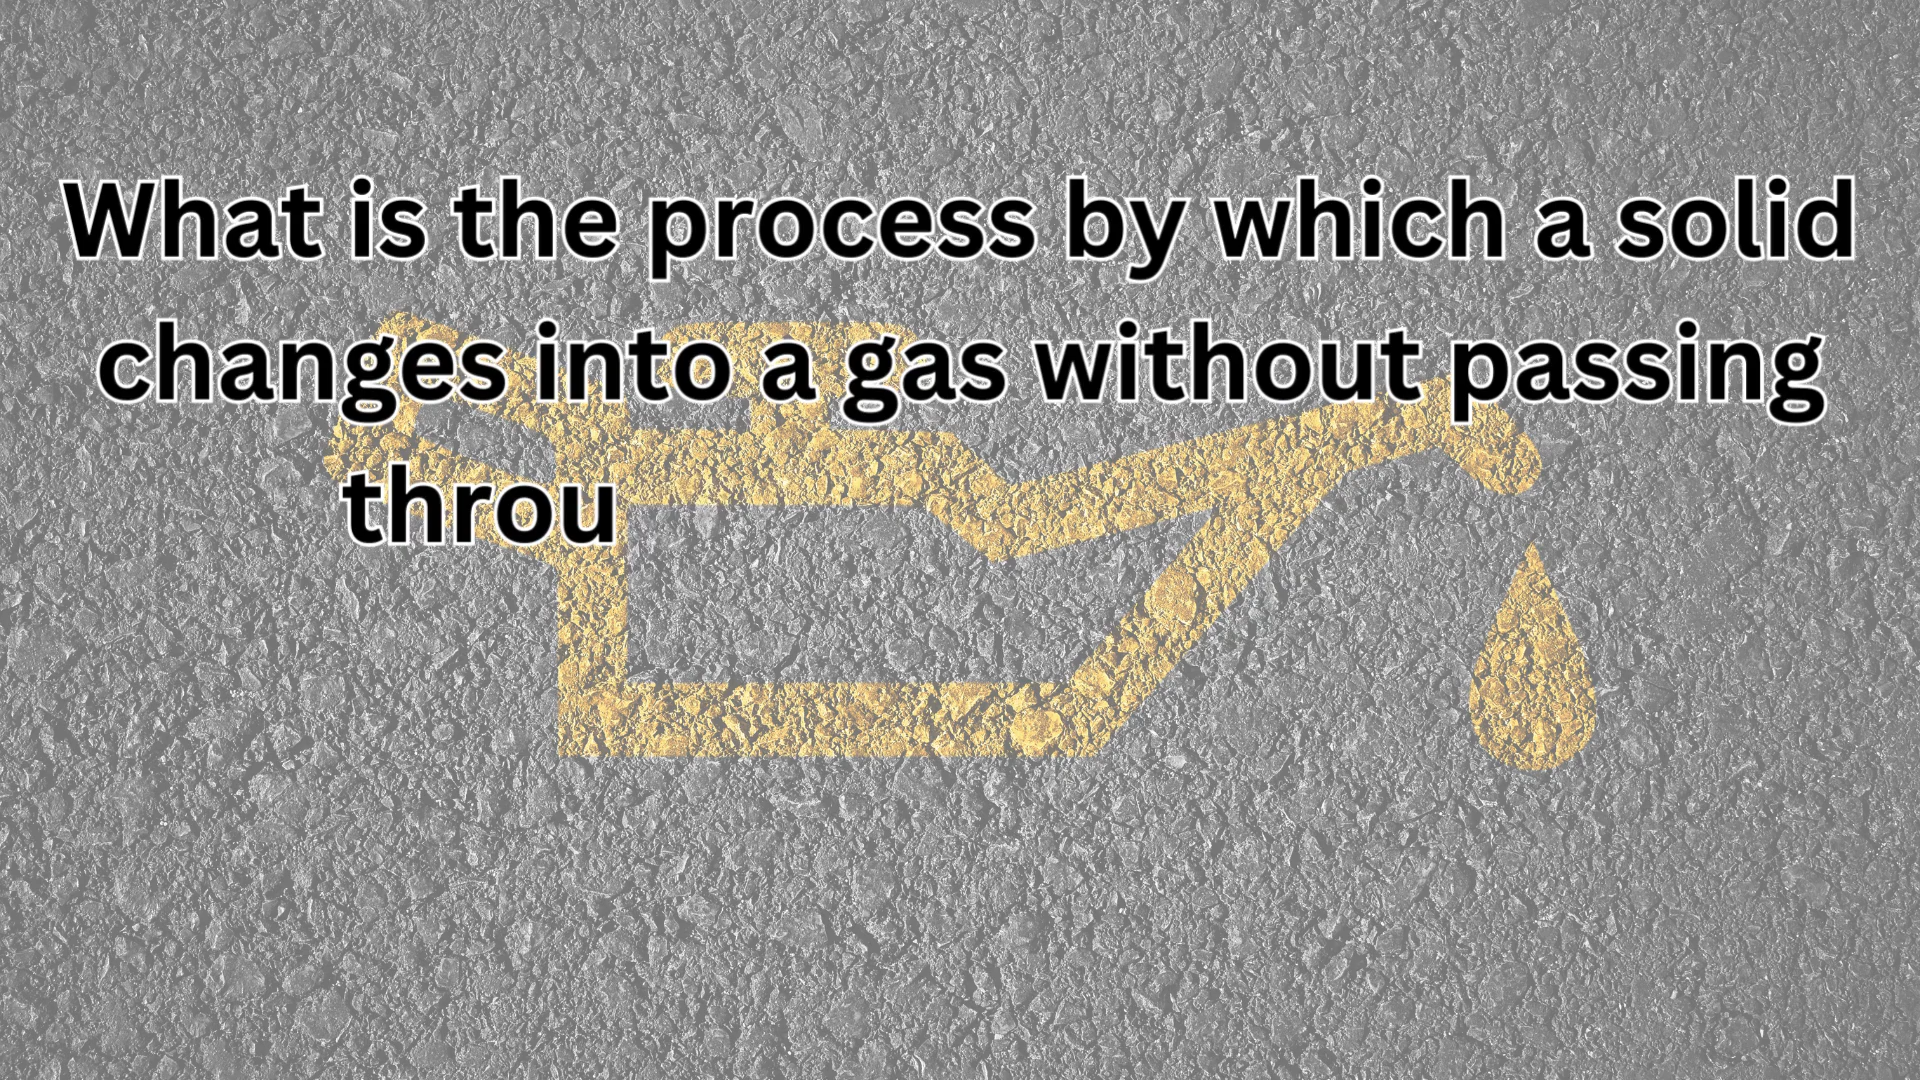 What is the process by which a solid
changes into a gas without passing
throu